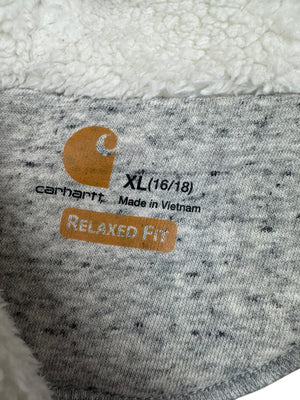 carhartt
XL (16/18)
Made in Vietnam
RELAXED FIT